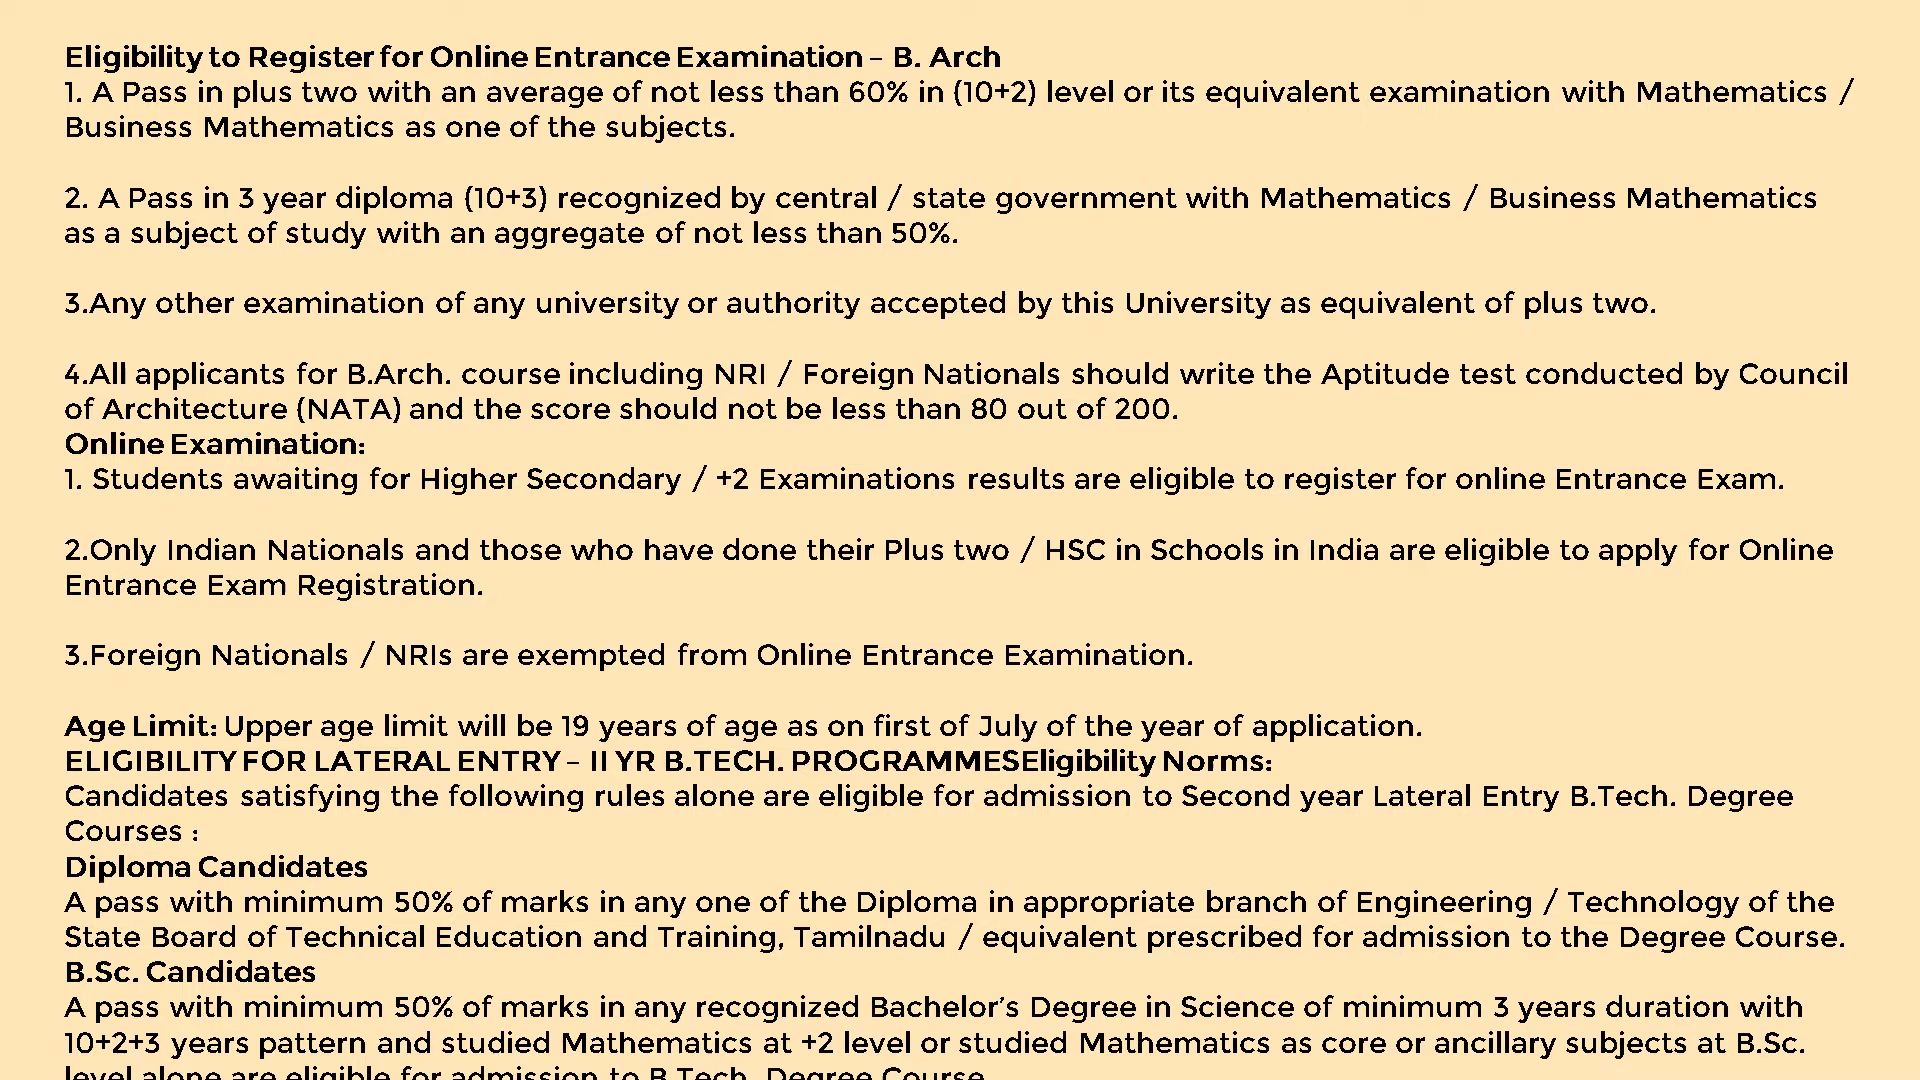 Eligibility to Register for Online Entrance Examination – B. Arch
1. A Pass in plus two with an average of not less than 60% in (10+2) level or its equivalent examination with Mathematics /
Business Mathematics as one of the subjects.
2. A Pass in 3 year diploma (10+3) recognized by central / state government with Mathematics / Business Mathematics
as a subject of study with an aggregate of not less than 50%.
3.Any other examination of any university or authority accepted by this University as equivalent of plus two.
4.All applicants for B.Arch. course including NRI / Foreign Nationals should write the Aptitude test conducted by Council
of Architecture (NATA) and the score should not be less than 80 out of 200.
Online Examination:
1. Students awaiting for Higher Secondary / +2 Examinations results are eligible to register for online Entrance Exam.
2.Only Indian Nationals and those who have done their Plus two / HSC in Schools in India are eligible to apply for Online
Entrance Exam Registration.
3.Foreign Nationals / NRIs are exempted from Online Entrance Examination.
Age Limit: Upper age limit will be 19 years of age as on first of July of the year of application.
ELIGIBILITY FOR LATERAL ENTRY – II YR B.TECH. PROGRAMMESEligibility Norms:
Candidates satisfying the following rules alone are eligible for admission to Second year Lateral Entry B.Tech. Degree
Courses :
Diploma Candidates
A pass with minimum 50% of marks in any one of the Diploma in appropriate branch of Engineering / Technology of the
State Board of Technical Education and Training, Tamilnadu / equivalent prescribed for admission to the Degree Course.
B.Sc. Candidates
A pass with minimum 50% of marks in any recognized Bachelor’s Degree in Science of minimum 3 years duration with
10+2+3 years pattern and studied Mathematics at +2 level or studied Mathematics as core or ancillary subjects at B.Sc.
level alone are eligible for admission to B.Tech. Degree Course.